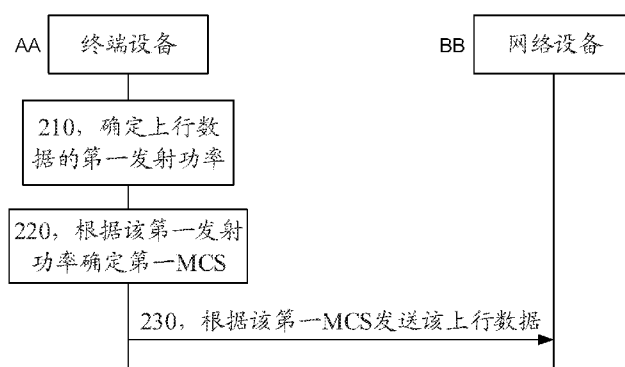 AA 终端设备
BB 网络设备
210，确定上行数
据的第一发射功率
220，根据该第一发射
功率确定第一MCS
230，根据该第一MCS发送该上行数据